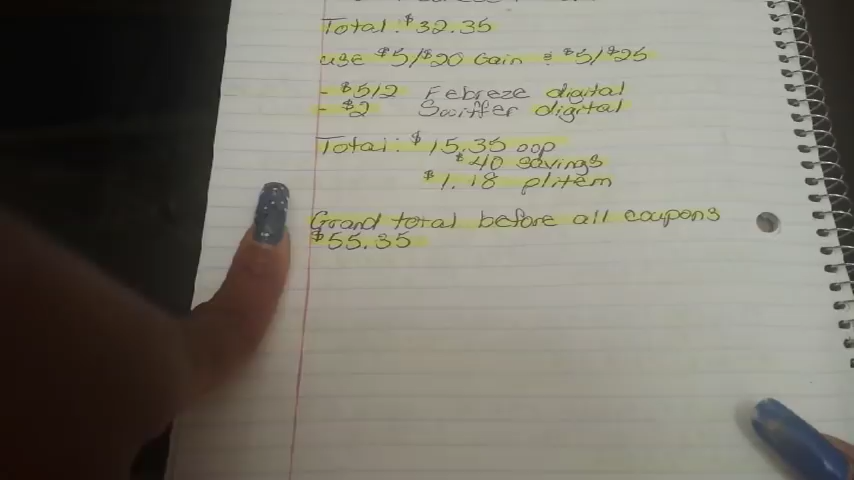 Total: $32.35
use $5/$20 Gain & $5/$25
- $5/2 Febreze digital
- $2 Swiffer digital
Total: $15.35 oop
$40 savings
$1.18 p/item
Grand total before all coupons
$55.35